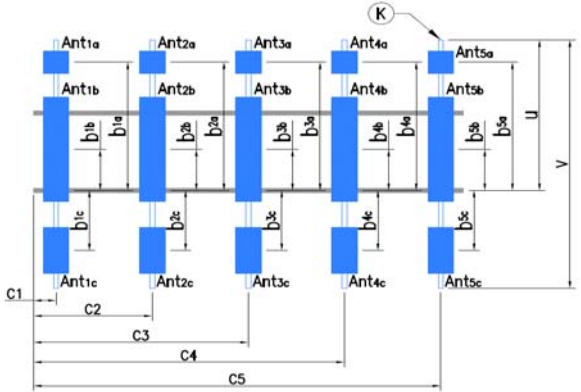 K
Ant1a Ant2a Ant3a Ant4a Ant5a
Ant1b Ant2b Ant3b Ant4b Ant5b
b1b b1a b2b b2a b3b b3a b4b b4a b5b b5a u v
b1c b2c b3c b4c b5c
Ant1c Ant2c Ant3c Ant4c Ant5c
C1
C2
C3
C4
C5